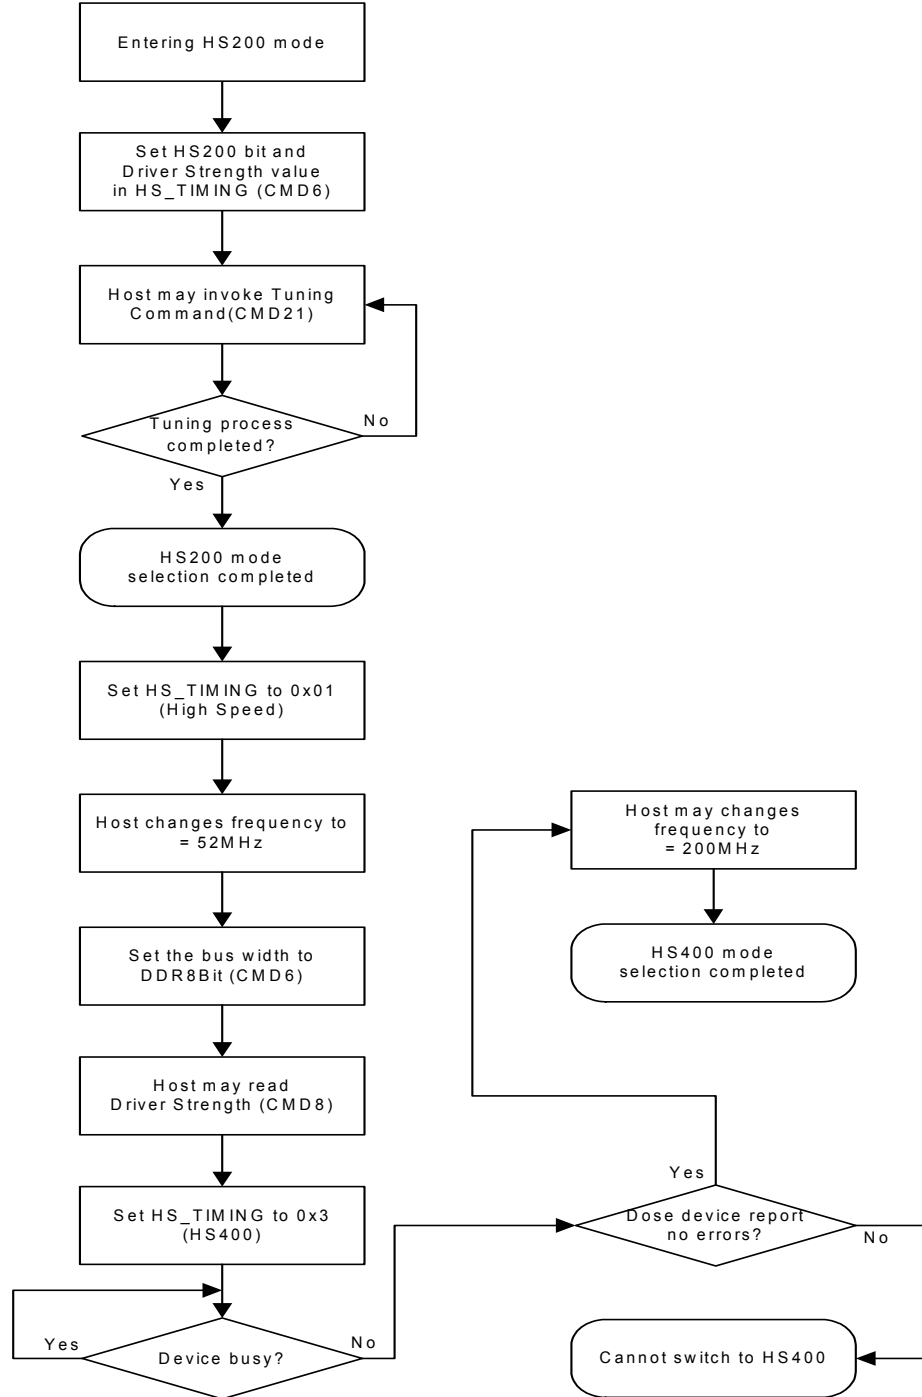 Entering HS200 mode
Set HS200 bit and
Driver Strength value
in HS_TIMING (CMD6)
Host may invoke Tuning
Command(CMD21)
Tuning process
completed?
No
Yes
HS200 mode
selection completed
Set HS_TIMING to 0x01
(High Speed)
Host changes frequency to
= 52MHz
Set the bus width to
DDR8Bit (CMD6)
Host may read
Driver Strength (CMD8)
Set HS_TIMING to 0x3
(HS400)
Device busy?
Yes
No
Host may changes
frequency to
= 200MHz
HS400 mode
selection completed
Yes
Dose device report
no errors?
No
Cannot switch to HS400